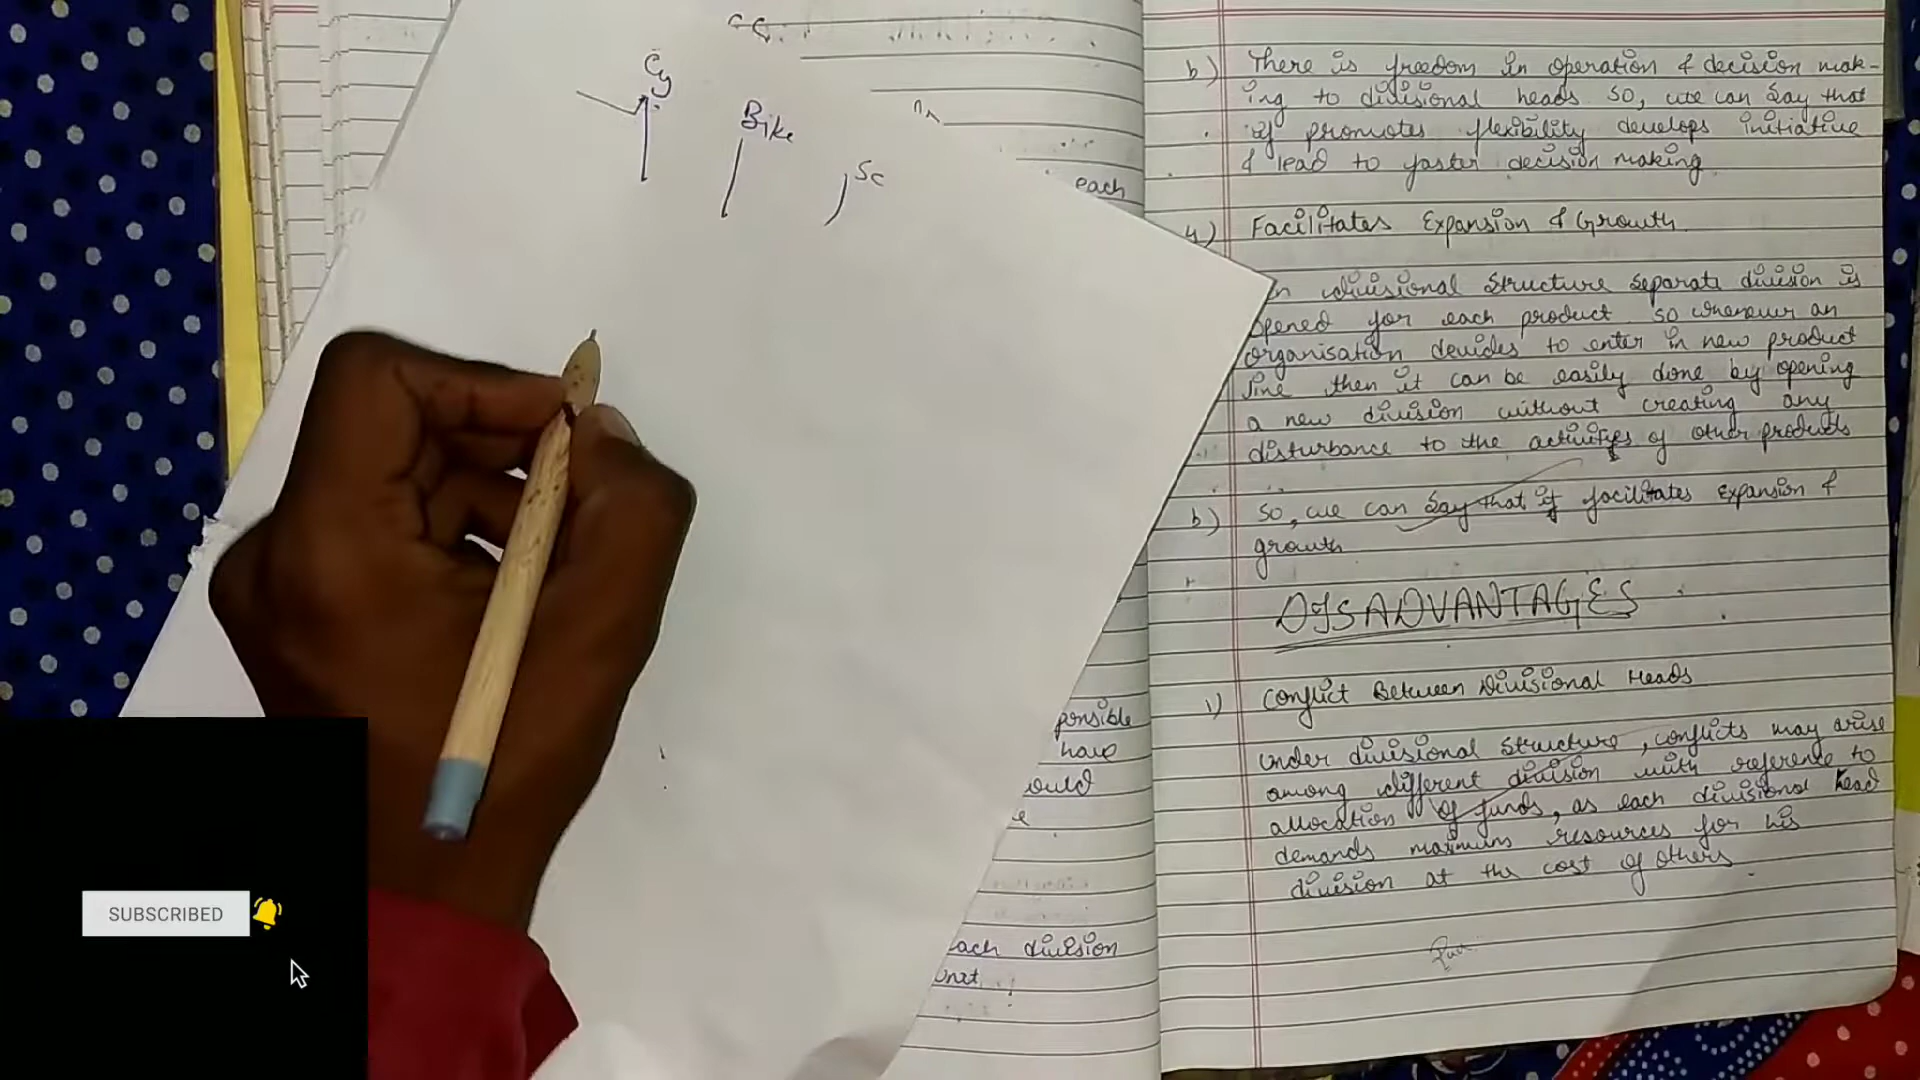 Cy
Bike
Sc
each
ponsible
have
ould
e
ach division
unit
b) There is freedom in operation & decision mak-
ing to divisional heads so, we can say that
if promotes flexibility develops initiative
& lead to faster decision making
4) Facilitates Expansion & Growth
In divisional structure separate division is
opened for each product so whenever an
organisation decides to enter in new product
line then it can be easily done by opening
a new division without creating any
disturbance to the activities of other products
b) So, we can say that if facilitates expansion &
growth
DISADVANTAGES
1) Conflict Between Divisional Heads
Under divisional structure, conflicts may arise
among different division with reference to
allocation of funds, as each divisional head
demands maximum resources for his
division at the cost of others
SUBSCRIBED